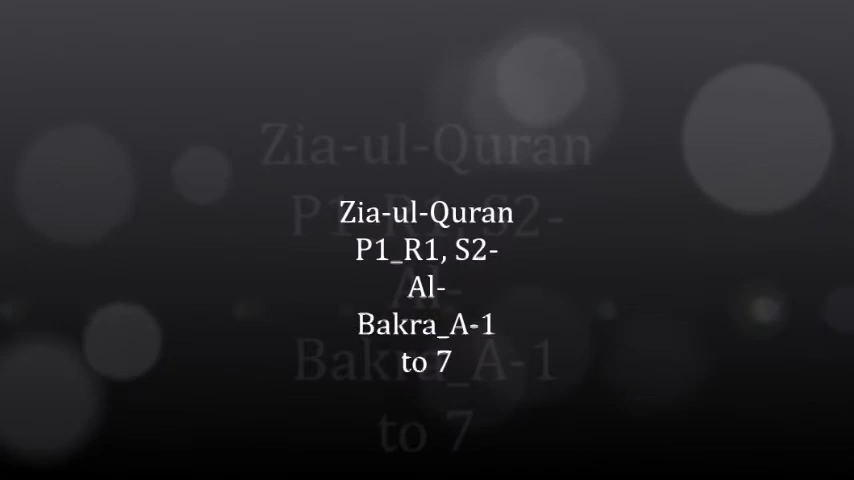 Zia-ul-Quran
P1_R1, S2-
Al-
Bakra_A-1
to 7